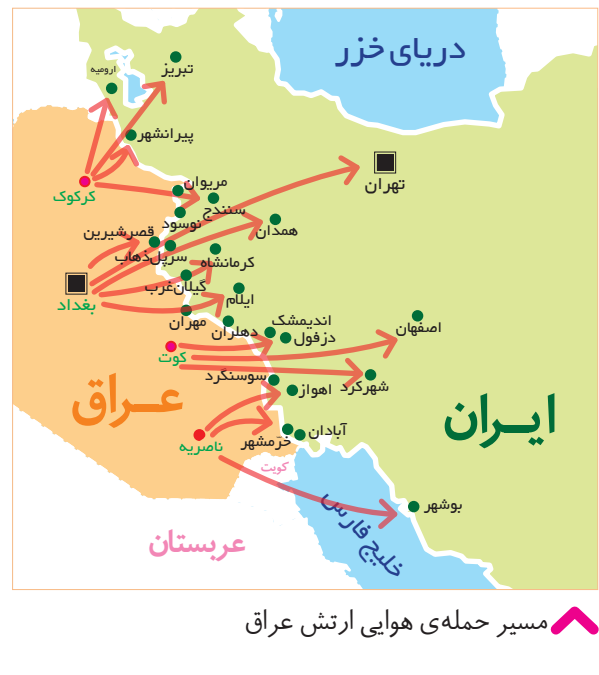 دریای خزر
ارومیه
تبریز
پیرانشهر
تهران
کرکوک
مریوان
سنندج
نوسود
همدان
قصرشیرین
سرپل‌ذهاب
کرمانشاه
بغداد
گیلان‌غرب
ایلام
مهران
دهلران
اندیمشک
دزفول
اصفهان
کوت
سوسنگرد
شهرکرد
اهواز
عـراق
ایـران
ناصریه
خرمشهر
آبادان
کویت
بوشهر
خلیج فارس
عربستان
مسیر حمله‌ی هوایی ارتش عراق